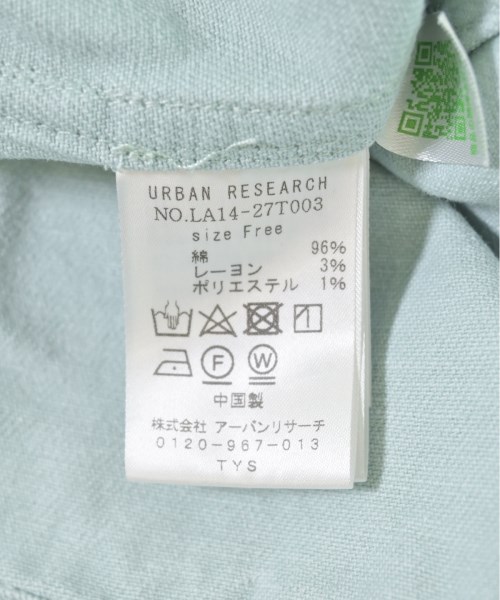 URBAN RESEARCH
NO.LA14-27T003
size Free
綿 96%
レーヨン 3%
ポリエステル 1%
F W
中国製
株式会社 アーバンリサーチ
0120-967-013
TYS